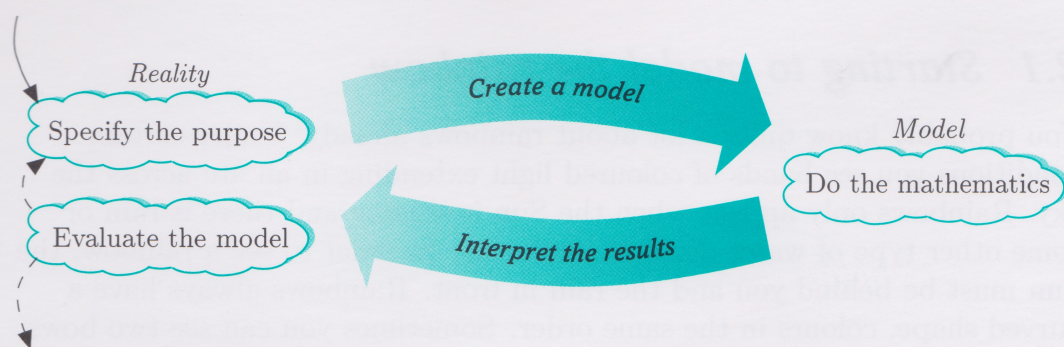 Reality
Specify the purpose
Create a model
Model
Do the mathematics
Evaluate the model
Interpret the results